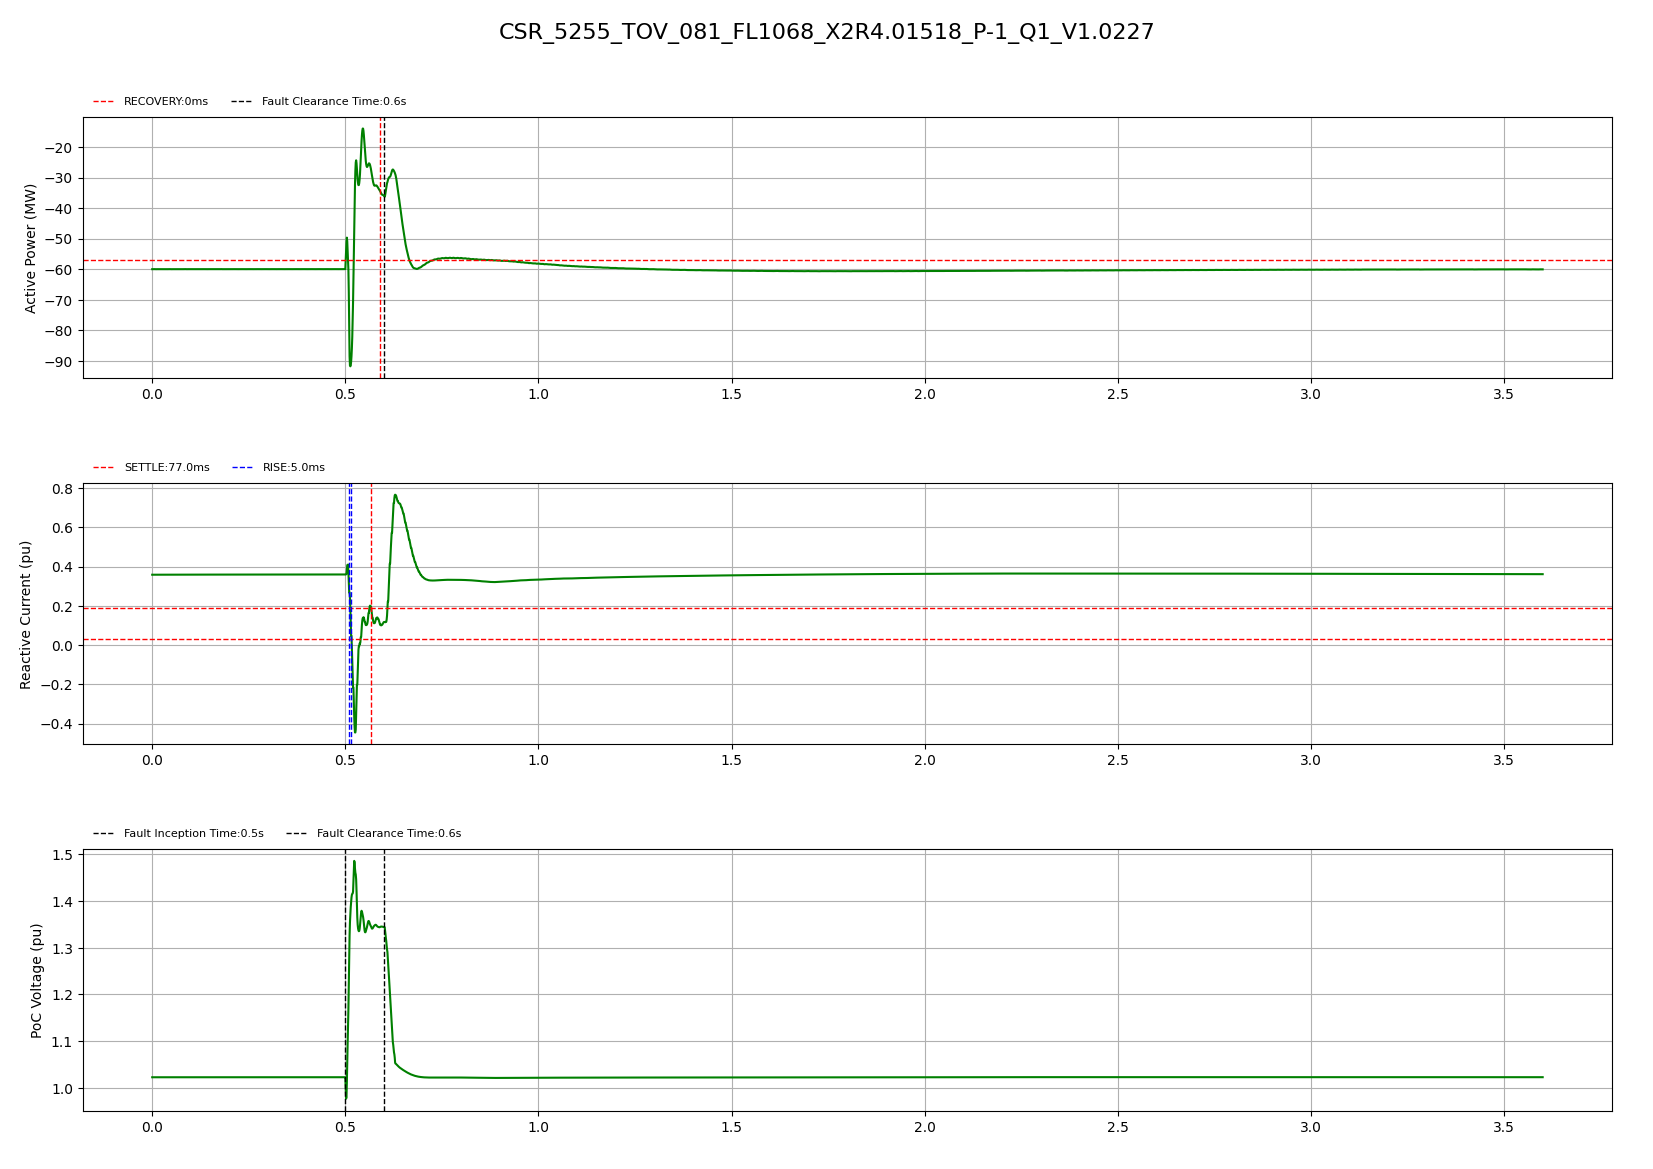 CSR_5255_TOV_081_FL1068_X2R4.01518_P-1_Q1_V1.0227
RECOVERY:0ms Fault Clearance Time:0.6s
Active Power (MW)
−20
−30
−40
−50
−60
−70
−80
−90
0.0 0.5 1.0 1.5 2.0 2.5 3.0 3.5
SETTLE:77.0ms RISE:5.0ms
Reactive Current (pu)
0.8
0.6
0.4
0.2
0.0
−0.2
−0.4
0.0 0.5 1.0 1.5 2.0 2.5 3.0 3.5
Fault Inception Time:0.5s Fault Clearance Time:0.6s
PoC Voltage (pu)
1.5
1.4
1.3
1.2
1.1
1.0
0.0 0.5 1.0 1.5 2.0 2.5 3.0 3.5